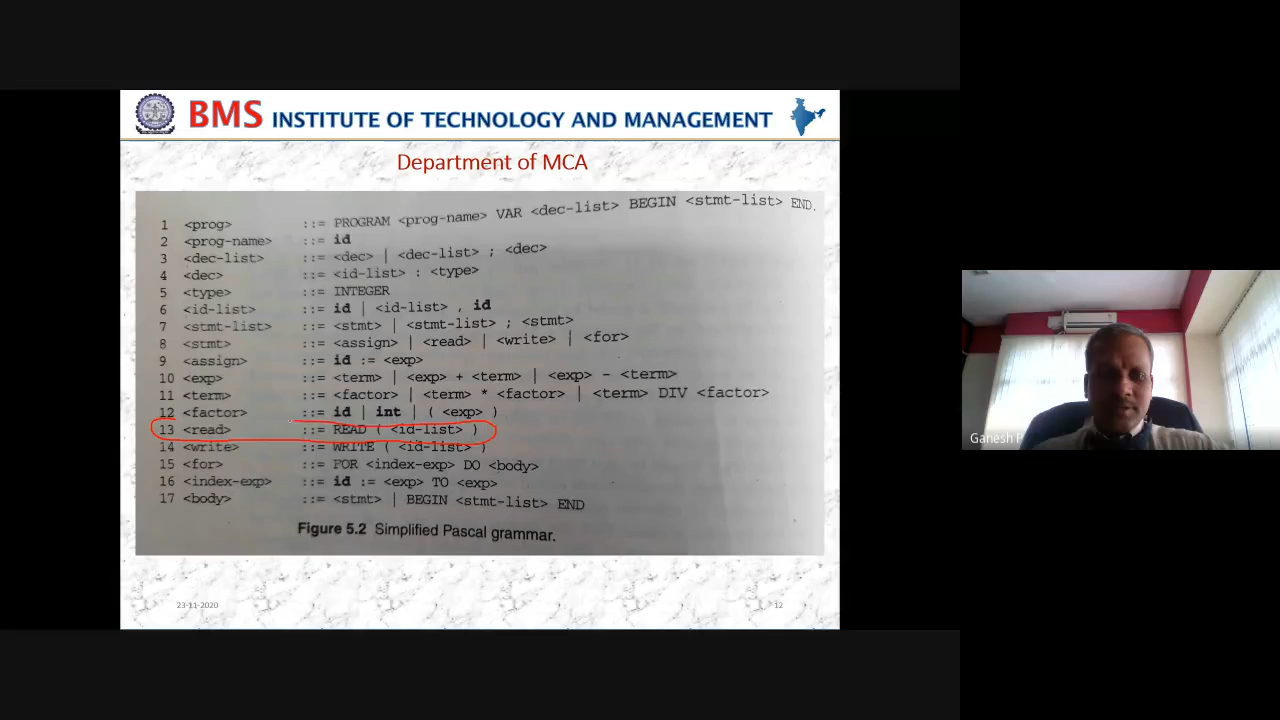 BMS INSTITUTE OF TECHNOLOGY AND MANAGEMENT
Department of MCA
1 <prog> ::= PROGRAM <prog-name> VAR <dec-list> BEGIN <stmt-list> END.
2 <prog-name> ::= id
3 <dec-list> ::= <dec> | <dec-list> ; <dec>
4 <dec> ::= <id-list> : <type>
5 <type> ::= INTEGER
6 <id-list> ::= id | <id-list> , id
7 <stmt-list> ::= <stmt> | <stmt-list> ; <stmt>
8 <stmt> ::= <assign> | <read> | <write> | <for>
9 <assign> ::= id := <exp>
10 <exp> ::= <term> | <exp> + <term> | <exp> - <term>
11 <term> ::= <factor> | <term> * <factor> | <term> DIV <factor>
12 <factor> ::= id | int | ( <exp> )
13 <read> ::= READ ( <id-list> )
14 <write> ::= WRITE ( <id-list> )
15 <for> ::= FOR <index-exp> DO <body>
16 <index-exp> ::= id := <exp> TO <exp>
17 <body> ::= <stmt> | BEGIN <stmt-list> END
Figure 5.2 Simplified Pascal grammar.
23-11-2020
12
Ganesh